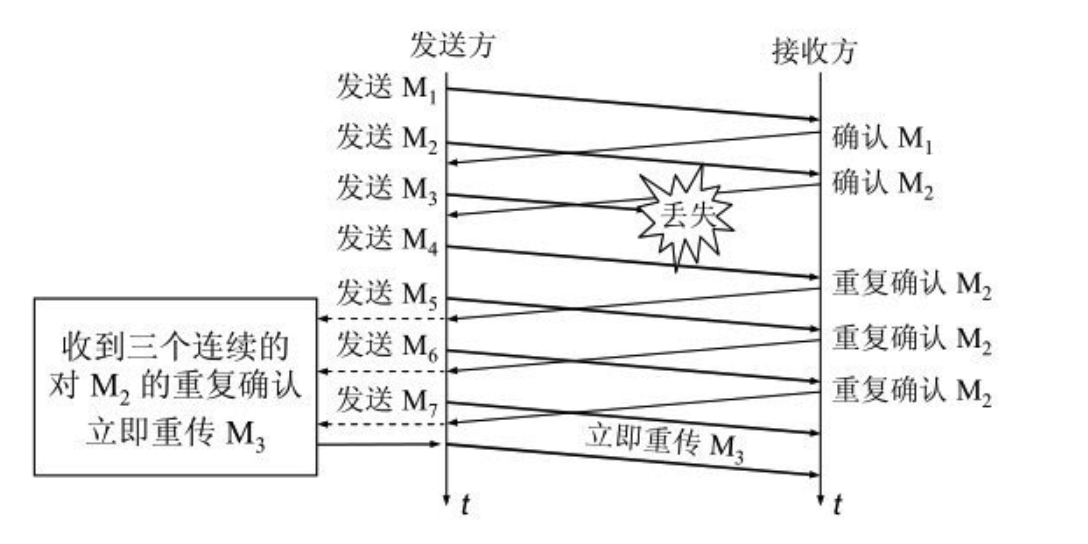 发送方
接收方
发送 M₁
发送 M₂
确认 M₁
发送 M₃
确认 M₂
丢失
发送 M₄
发送 M₅
重复确认 M₂
发送 M₆
重复确认 M₂
发送 M₇
重复确认 M₂
收到三个连续的
对 M₂ 的重复确认
立即重传 M₃
立即重传 M₃
t
t